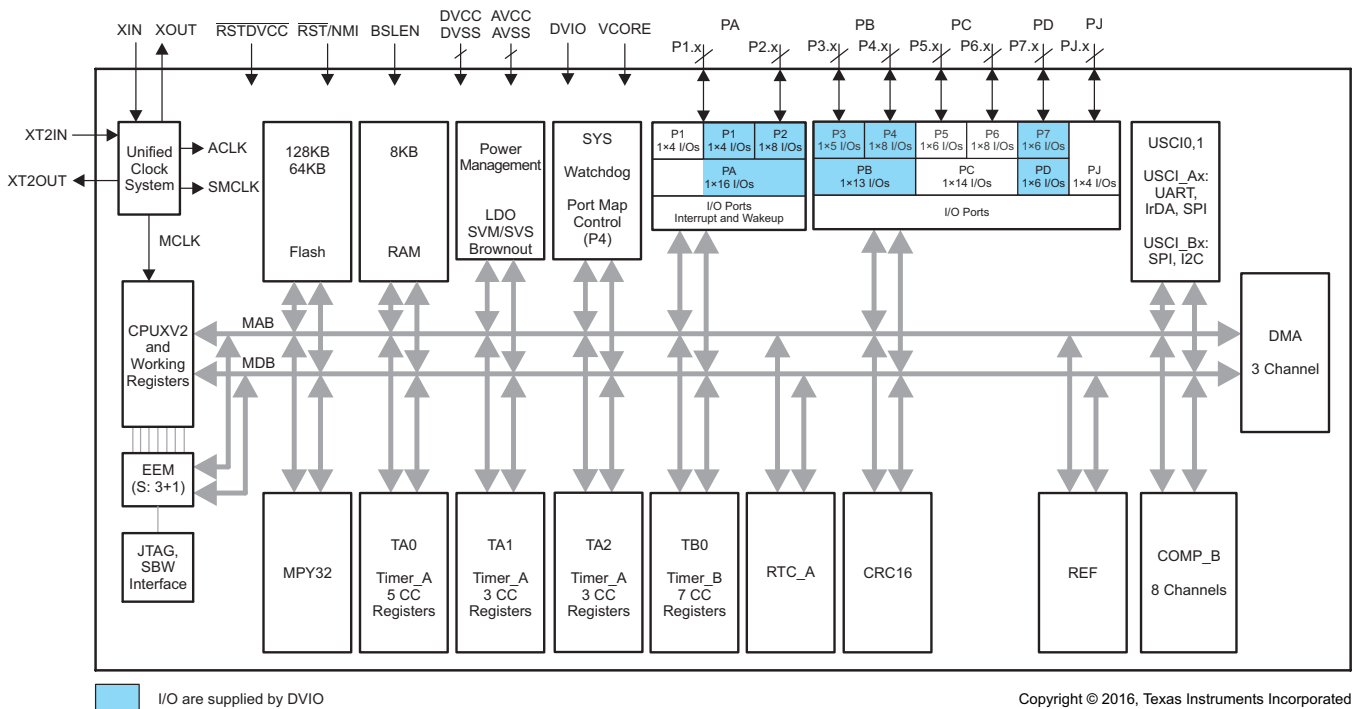 XIN
XOUT
RSTDVCC
RST/NMI
BSLEN
DVCC
DVSS
AVCC
AVSS
DVIO
VCORE
PA
P1.x
P2.x
PB
P3.x
P4.x
PC
P5.x
P6.x
PD
P7.x
PJ
PJ.x
XT2IN
XT2OUT
Unified
Clock
System
ACLK
SMCLK
MCLK
128KB
64KB
Flash
8KB
RAM
Power
Management
LDO
SVM/SVS
Brownout
SYS
Watchdog
Port Map
Control
(P4)
P1
1×4 I/Os
P1
1×4 I/Os
P2
1×8 I/Os
PA
1×16 I/Os
I/O Ports
Interrupt and Wakeup
P3
1×5 I/Os
P4
1×8 I/Os
P5
1×6 I/Os
P6
1×8 I/Os
P7
1×6 I/Os
PB
1×13 I/Os
PC
1×14 I/Os
PD
1×6 I/Os
PJ
1×4 I/Os
I/O Ports
USCI0,1
USCI_Ax:
UART,
IrDA, SPI
USCI_Bx:
SPI, I2C
CPUXV2
and
Working
Registers
MAB
MDB
DMA
3 Channel
EEM
(S: 3+1)
JTAG,
SBW
Interface
MPY32
TA0
Timer_A
5 CC
Registers
TA1
Timer_A
3 CC
Registers
TA2
Timer_A
3 CC
Registers
TB0
Timer_B
7 CC
Registers
RTC_A
CRC16
REF
COMP_B
8 Channels
I/O are supplied by DVIO
Copyright © 2016, Texas Instruments Incorporated